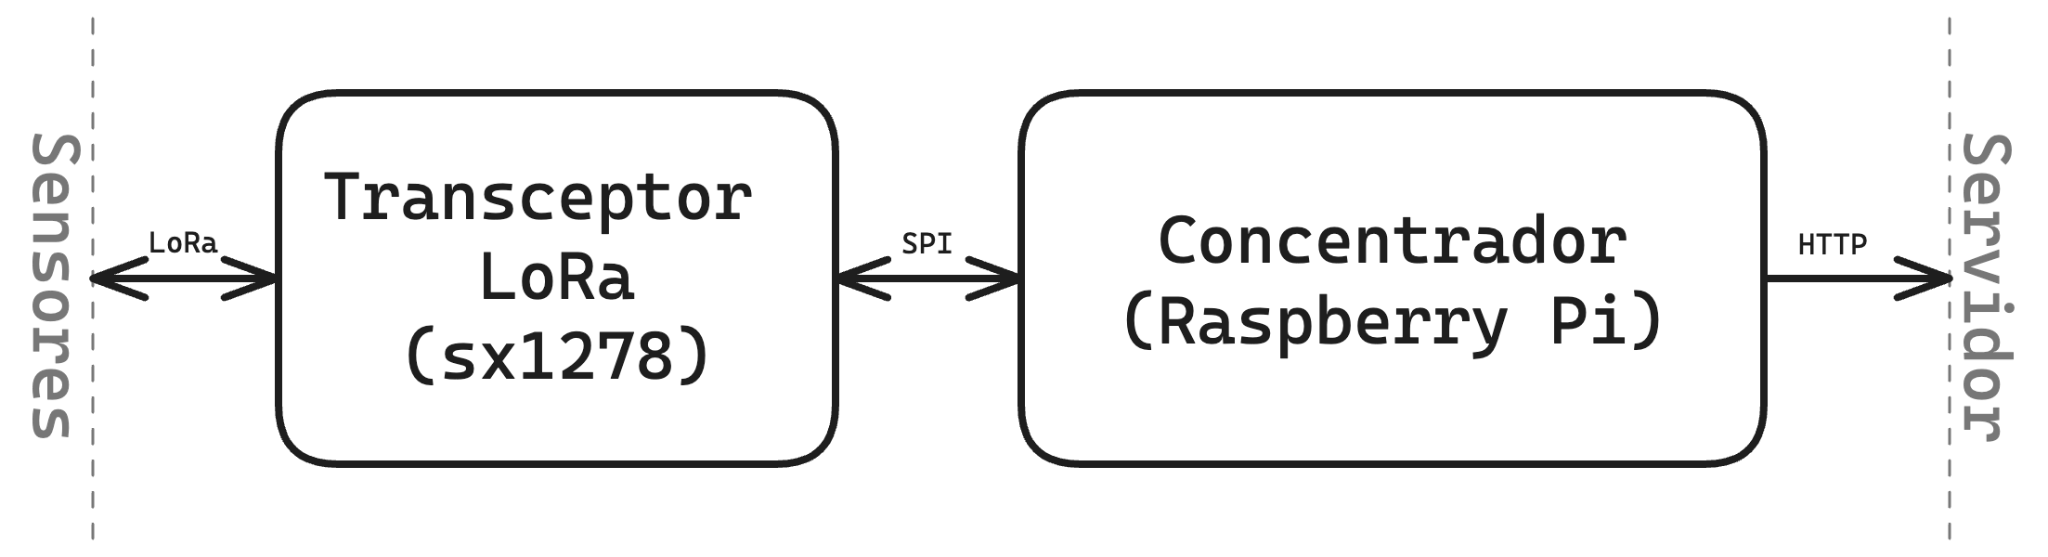 Sensores
LoRa
Transceptor
LoRa
(sx1278)
SPI
Concentrador
(Raspberry Pi)
HTTP
Servidor